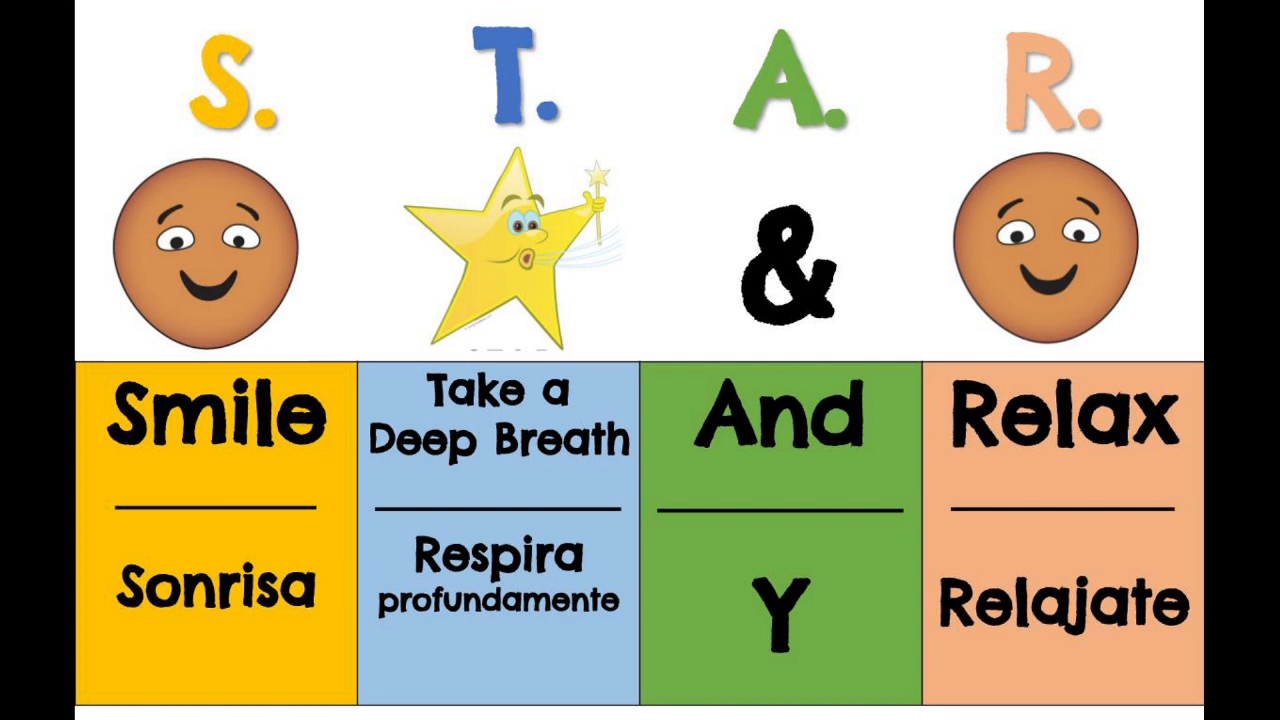 S. T. A. R.
&
Smile
Sonrisa
Take a
Deep Breath
Respira
profundamente
And
Y
Relax
Relajate